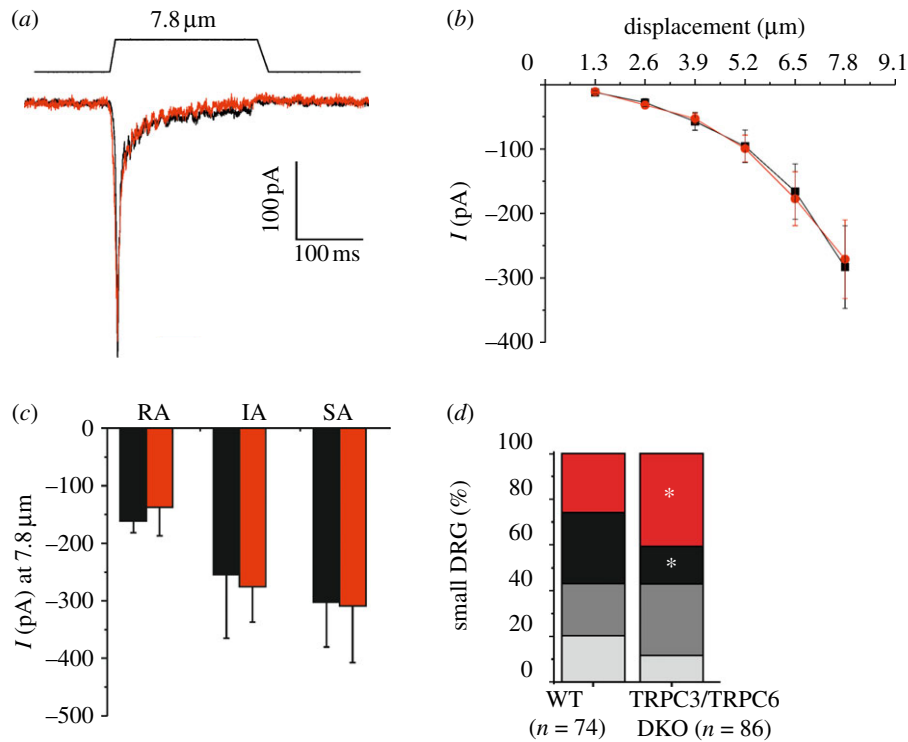 (a)
7.8 µm
100 pA
100 ms
(b)
displacement (µm)
0 1.3 2.6 3.9 5.2 6.5 7.8 9.1
−100
−200
−300
−400
I (pA)
(c)
RA IA SA
0
−100
−200
−300
−400
−500
I (pA) at 7.8 µm
(d)
100
80
60
40
20
0
small DRG (%)
*
*
WT TRPC3/TRPC6
(n = 74) DKO (n = 86)